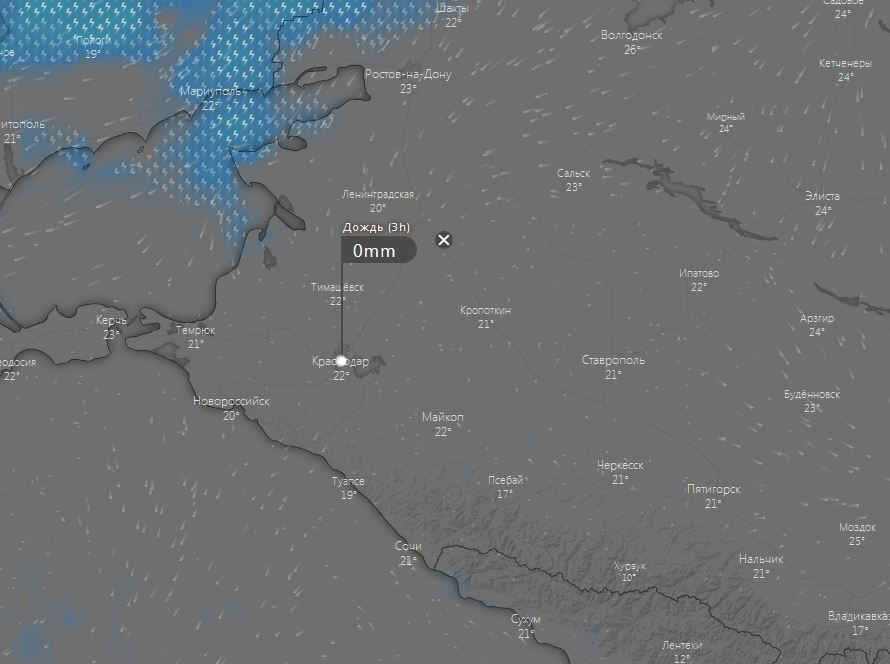 Шахты
22°
Садовое
24°
Пологи
19°
Волгодонск
26°
Кетченеры
24°
Ростов-на-Дону
23°
Мариуполь
22°
Мирный
24°
итополь
21°
Сальск
23°
Ленинградская
20°
Элиста
24°
Дождь (3h)
0mm
Ипатово
22°
Тимашёвск
22°
Кропоткин
21°
Керчь
23°
Темрюк
21°
Арзгир
24°
одосия
22°
Краснодар
22°
Ставрополь
21°
Новороссийск
20°
Будённовск
23°
Майкоп
22°
Туапсе
19°
Псебай
17°
Черкесск
21°
Пятигорск
21°
Моздок
25°
Сочи
21°
Хурзук
10°
Нальчик
21°
Сухум
21°
Владикавказ
17°
Лентехи
12°